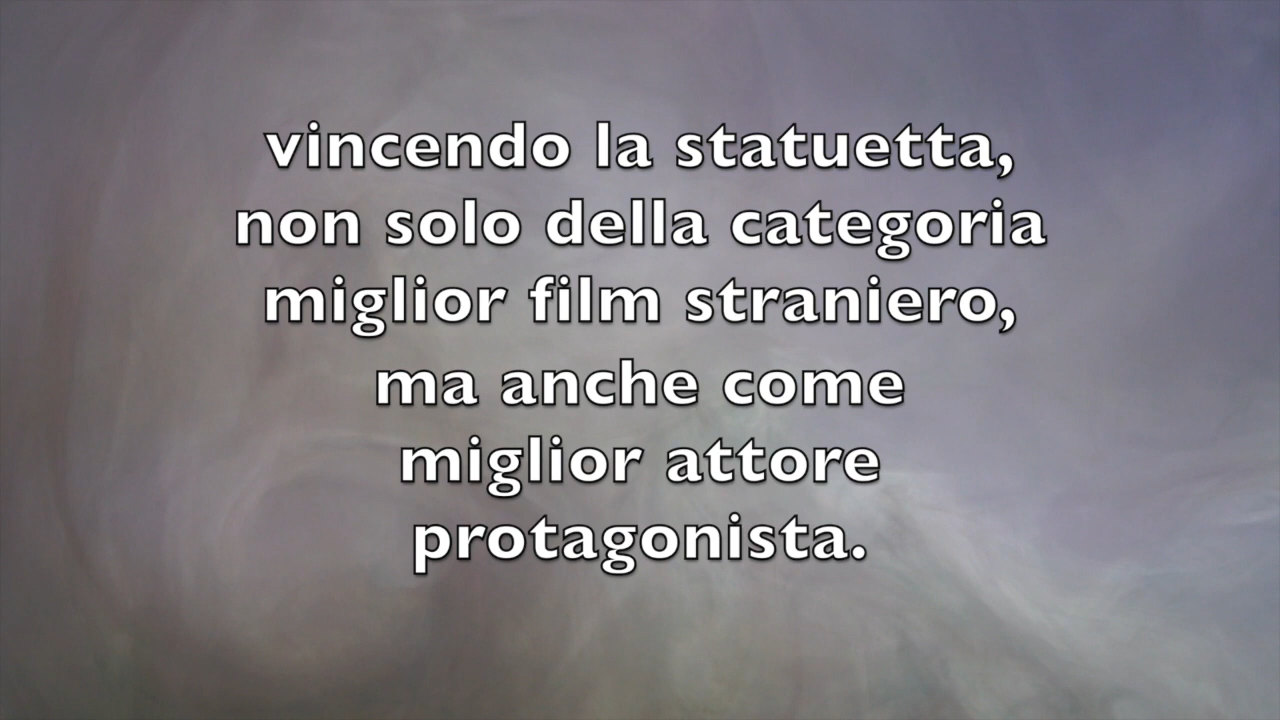 vincendo la statuetta,
non solo della categoria
miglior film straniero,
ma anche come
miglior attore
protagonista.